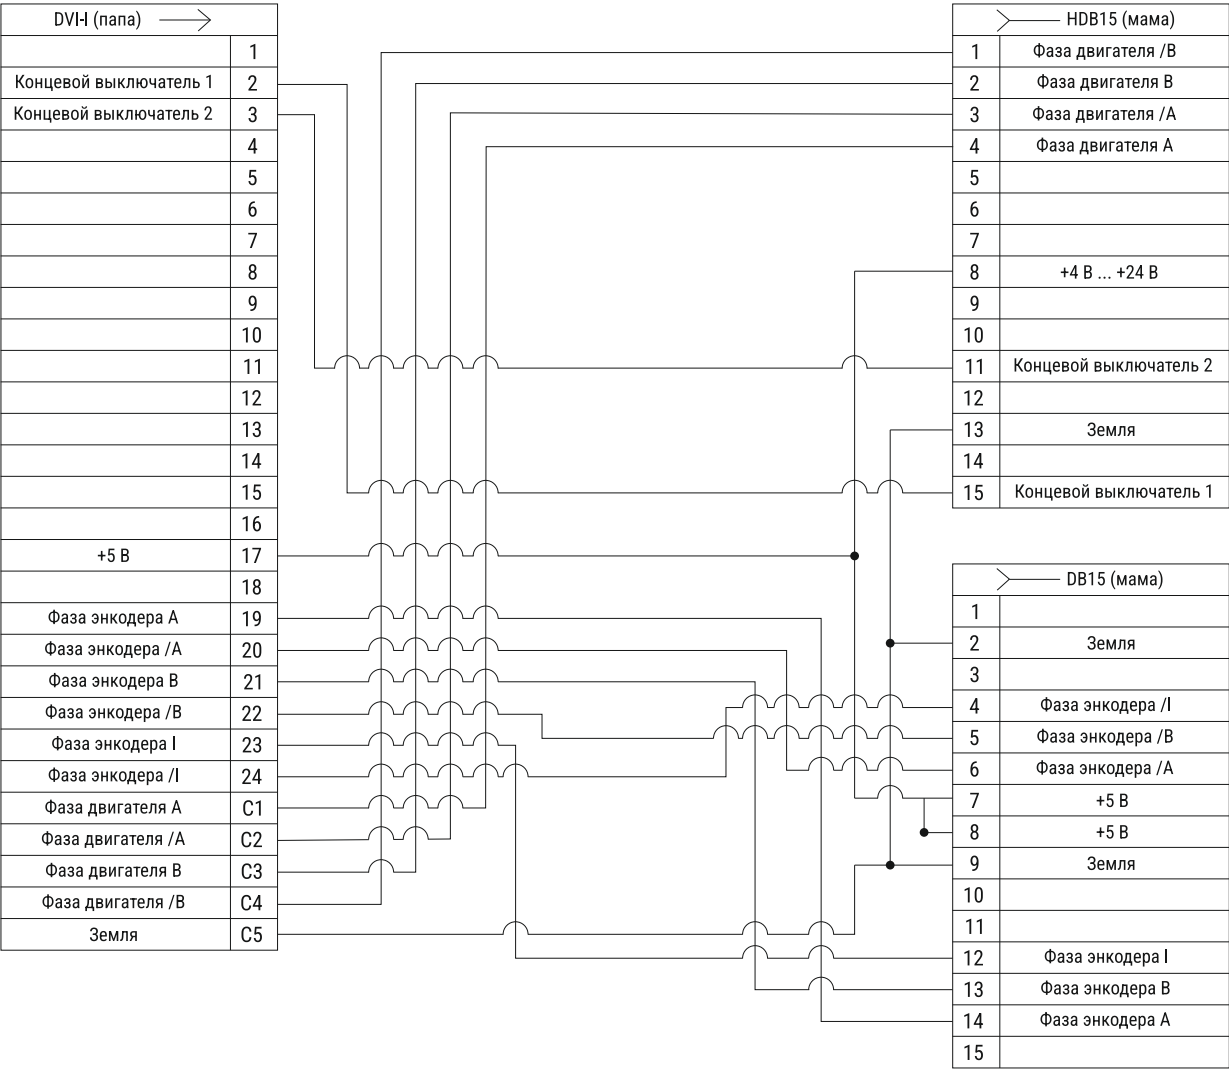 DVI-I (папа)
1
Концевой выключатель 1 2
Концевой выключатель 2 3
4
5
6
7
8
9
10
11
12
13
14
15
16
+5 В 17
18
Фаза энкодера A 19
Фаза энкодера /A 20
Фаза энкодера B 21
Фаза энкодера /B 22
Фаза энкодера I 23
Фаза энкодера /I 24
Фаза двигателя A C1
Фаза двигателя /A C2
Фаза двигателя B C3
Фаза двигателя /B C4
Земля C5
HDB15 (мама)
1 Фаза двигателя /B
2 Фаза двигателя B
3 Фаза двигателя /A
4 Фаза двигателя A
5
6
7
8 +4 В ... +24 В
9
10
11 Концевой выключатель 2
12
13 Земля
14
15 Концевой выключатель 1
DB15 (мама)
1
2 Земля
3
4 Фаза энкодера /I
5 Фаза энкодера /B
6 Фаза энкодера /A
7 +5 В
8 +5 В
9 Земля
10
11
12 Фаза энкодера I
13 Фаза энкодера B
14 Фаза энкодера A
15